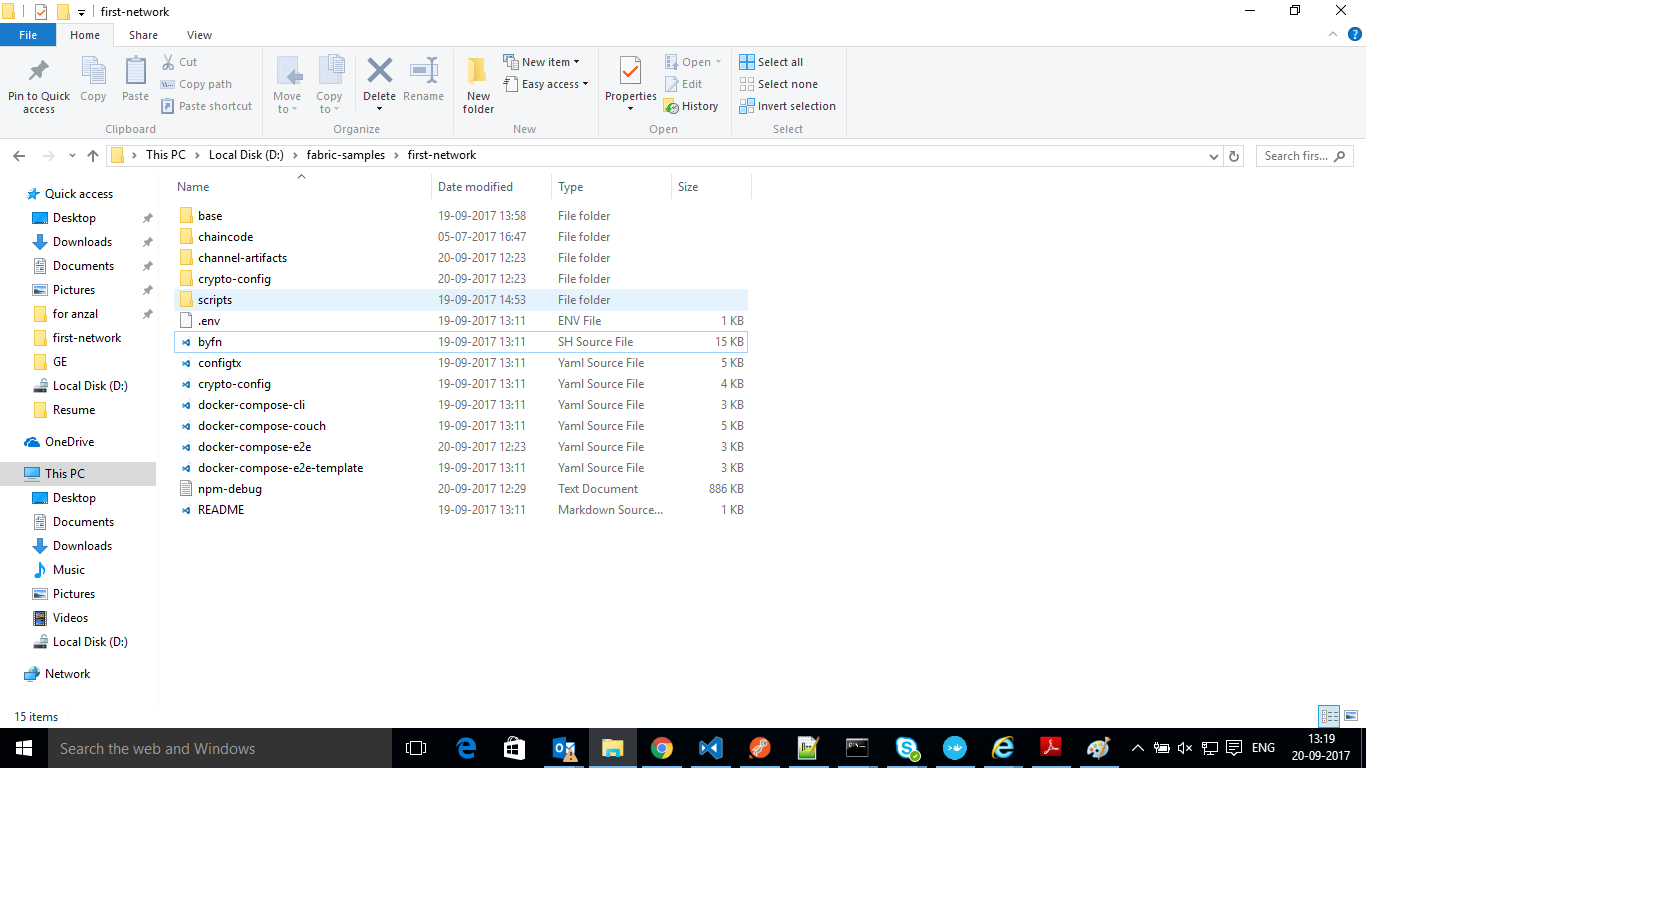 first-network
File Home Share View
Pin to Quick access
Copy
Paste
Cut
Copy path
Paste shortcut
Clipboard
Move to
Copy to
Delete
Rename
Organize
New folder
New item
Easy access
New
Properties
Open
Edit
History
Open
Select all
Select none
Invert selection
Select
This PC Local Disk (D:) fabric-samples first-network
Search firs...
Quick access
Desktop
Downloads
Documents
Pictures
for anzal
first-network
GE
Local Disk (D:)
Resume
OneDrive
This PC
Desktop
Documents
Downloads
Music
Pictures
Videos
Local Disk (D:)
Network
Name Date modified Type Size
base 19-09-2017 13:58 File folder
chaincode 05-07-2017 16:47 File folder
channel-artifacts 20-09-2017 12:23 File folder
crypto-config 20-09-2017 12:23 File folder
scripts 19-09-2017 14:53 File folder
.env 19-09-2017 13:11 ENV File 1 KB
byfn 19-09-2017 13:11 SH Source File 15 KB
configtx 19-09-2017 13:11 Yaml Source File 5 KB
crypto-config 19-09-2017 13:11 Yaml Source File 4 KB
docker-compose-cli 19-09-2017 13:11 Yaml Source File 3 KB
docker-compose-couch 19-09-2017 13:11 Yaml Source File 5 KB
docker-compose-e2e 20-09-2017 12:23 Yaml Source File 3 KB
docker-compose-e2e-template 19-09-2017 13:11 Yaml Source File 3 KB
npm-debug 20-09-2017 12:29 Text Document 886 KB
README 19-09-2017 13:11 Markdown Source... 1 KB
15 items
Search the web and Windows
ENG
13:19
20-09-2017